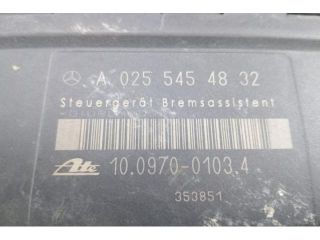 A 025 545 48 32
Steuergerät Bremsassistent
Ate 10.0970-0103.4
353851